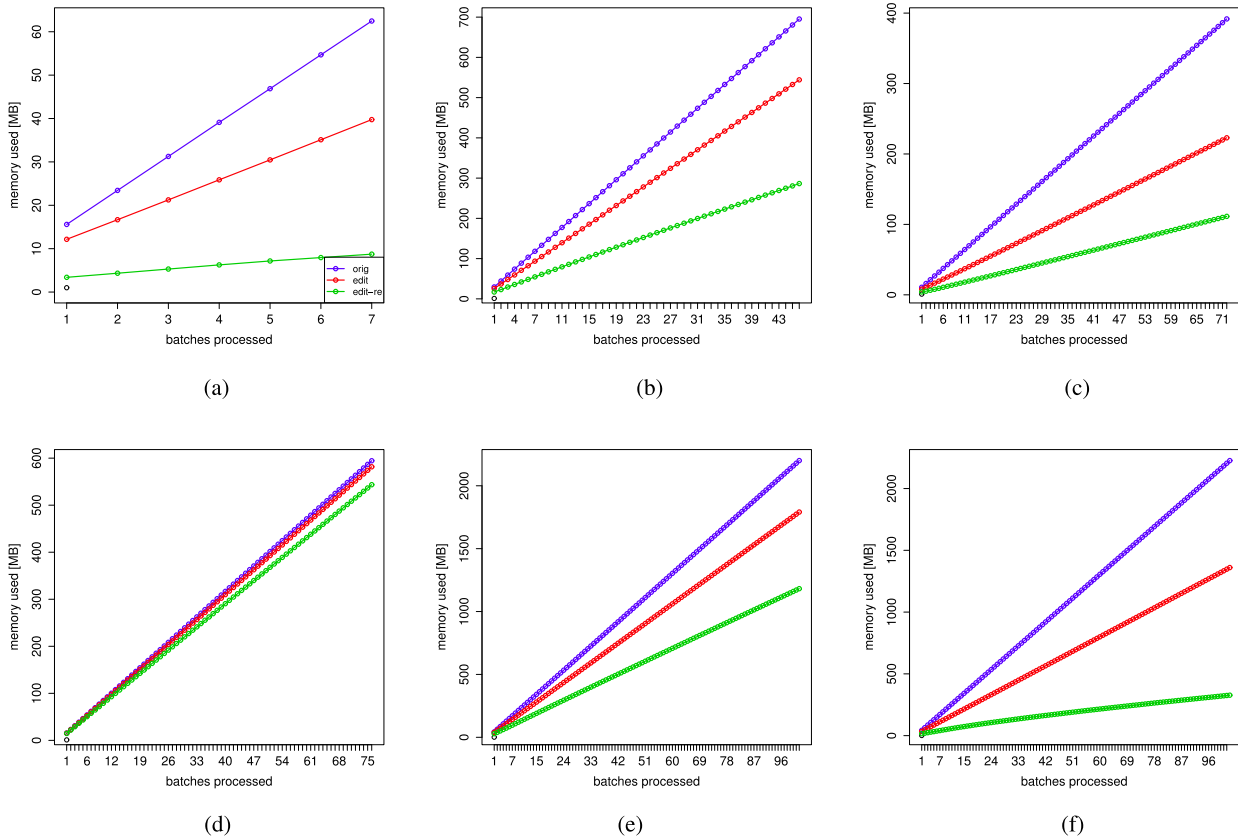 60
50
40
30
20
10
0
memory used [MB]
orig
edit
edit-re
1 2 3 4 5 6 7
batches processed
(a)
700
600
500
400
300
200
100
0
memory used [MB]
1 4 7 11 15 19 23 27 31 35 39 43
batches processed
(b)
400
300
200
100
0
memory used [MB]
1 6 11 17 23 29 35 41 47 53 59 65 71
batches processed
(c)
600
500
400
300
200
100
0
memory used [MB]
1 6 12 19 26 33 40 47 54 61 68 75
batches processed
(d)
2000
1500
1000
500
0
memory used [MB]
1 7 15 24 33 42 51 60 69 78 87 96
batches processed
(e)
2000
1500
1000
500
0
memory used [MB]
1 7 15 24 33 42 51 60 69 78 87 96
batches processed
(f)